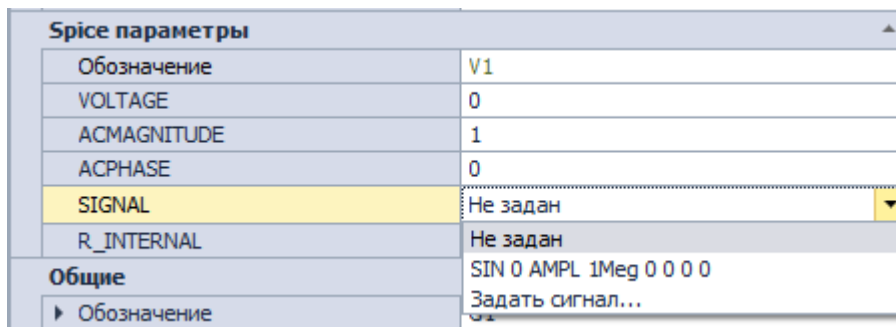 Spice параметры
Обозначение V1
VOLTAGE 0
ACMAGNITUDE 1
ACPHASE 0
SIGNAL Не задан
R_INTERNAL Не задан
SIN 0 AMPL 1Meg 0 0 0 0
Общие
Задать сигнал...
Обозначение